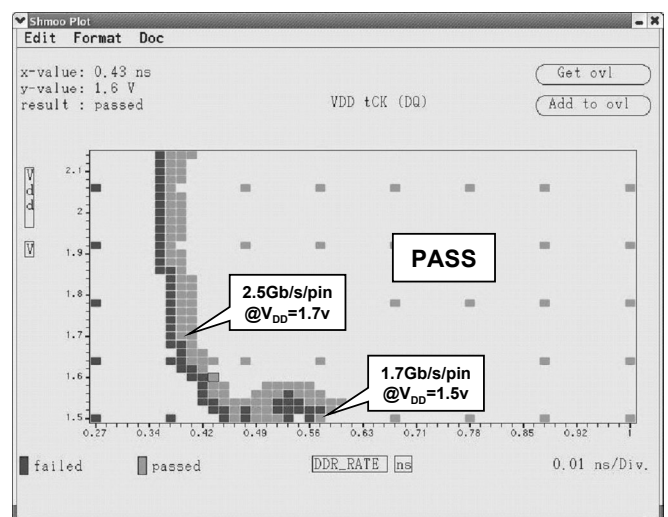 Shmoo Plot
Edit Format Doc
x-value: 0.43 ns
y-value: 1.6 V
result : passed
VDD tCK (DQ)
Get ovl
Add to ovl
Vdd
V
2.1
2
1.9
1.8
1.7
1.6
1.5
PASS
2.5Gb/s/pin
@VDD=1.7v
1.7Gb/s/pin
@VDD=1.5v
0.27 0.34 0.42 0.49 0.56 0.63 0.71 0.78 0.85 0.92 1
failed
passed
DDR_RATE ns
0.01 ns/Div.